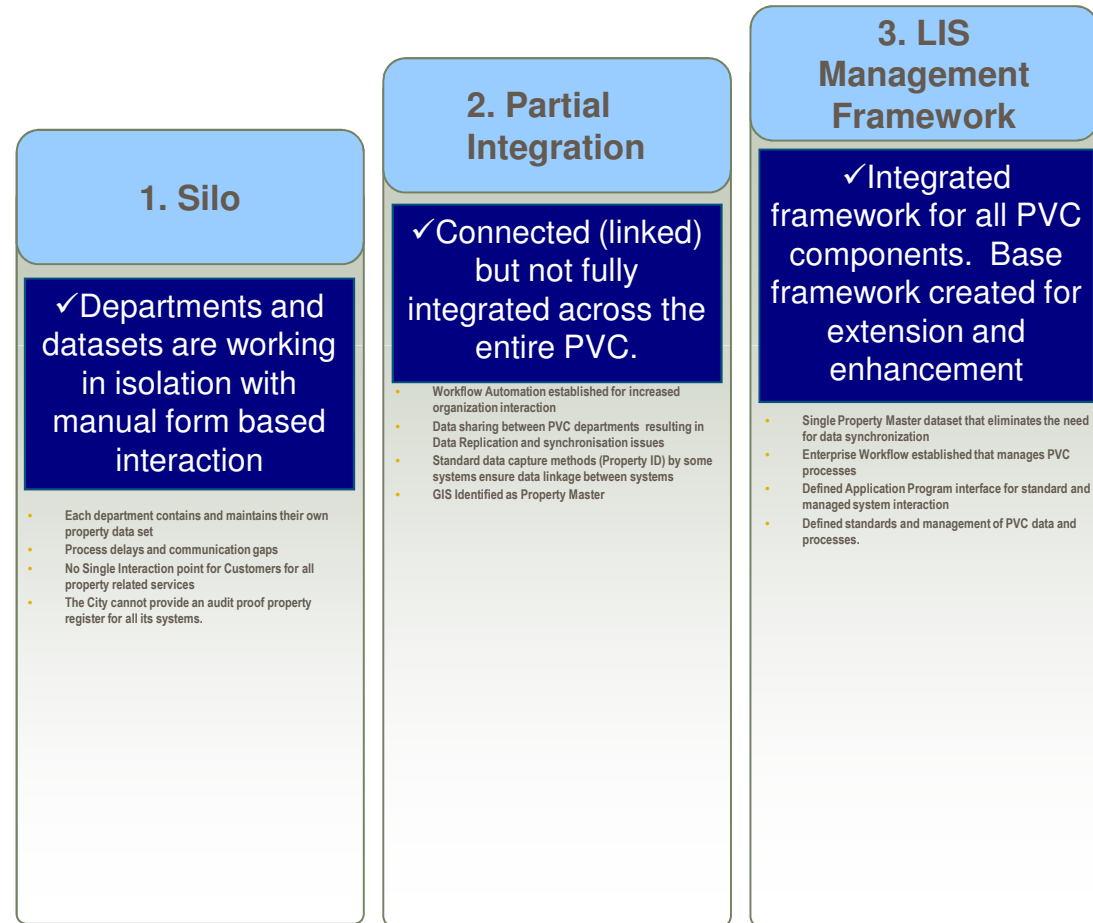 1. Silo
✓Departments and
datasets are working
in isolation with
manual form based
interaction
• Each department contains and maintains their own
property data set
• Process delays and communication gaps
• No Single Interaction point for Customers for all
property related services
• The City cannot provide an audit proof property
register for all its systems.
2. Partial
Integration
✓Connected (linked)
but not fully
integrated across the
entire PVC.
• Workflow Automation established for increased
organization interaction
• Data sharing between PVC departments resulting in
Data Replication and synchronisation issues
• Standard data capture methods (Property ID) by some
systems ensure data linkage between systems
• GIS Identified as Property Master
3. LIS
Management
Framework
✓Integrated
framework for all PVC
components. Base
framework created for
extension and
enhancement
• Single Property Master dataset that eliminates the need
for data synchronization
• Enterprise Workflow established that manages PVC
processes
• Defined Application Program interface for standard and
managed system interaction
• Defined standards and management of PVC data and
processes.